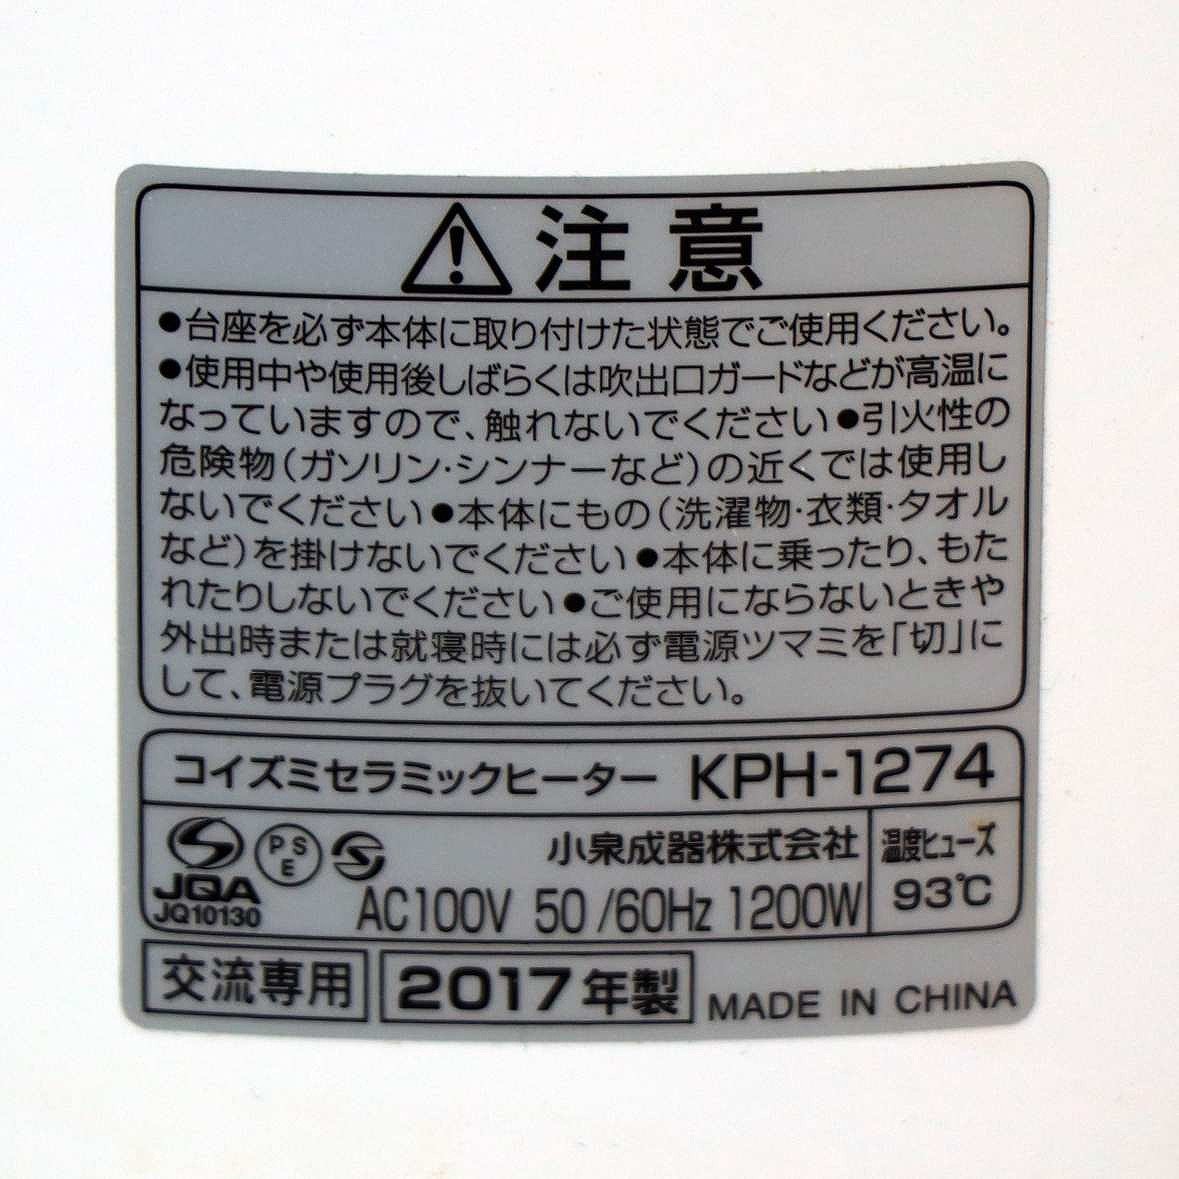 注意
●台座を必ず本体に取り付けた状態でご使用ください。
●使用中や使用後しばらくは吹出口ガードなどが高温に
なっていますので、触れないでください●引火性の
危険物(ガソリン・シンナーなど)の近くでは使用し
ないでください●本体にもの(洗濯物・衣類・タオル
など)を掛けないでください●本体に乗ったり、もた
れたりしないでください●ご使用にならないときや
外出時または就寝時には必ず電源ツマミを「切」に
して、電源プラグを抜いてください。
コイズミセラミックヒーター KPH-1274
JQA
JQ10130
PSE
小泉成器株式会社
AC100V 50/60Hz 1200W
温度ヒューズ
93℃
交流専用
2017年製
MADE IN CHINA